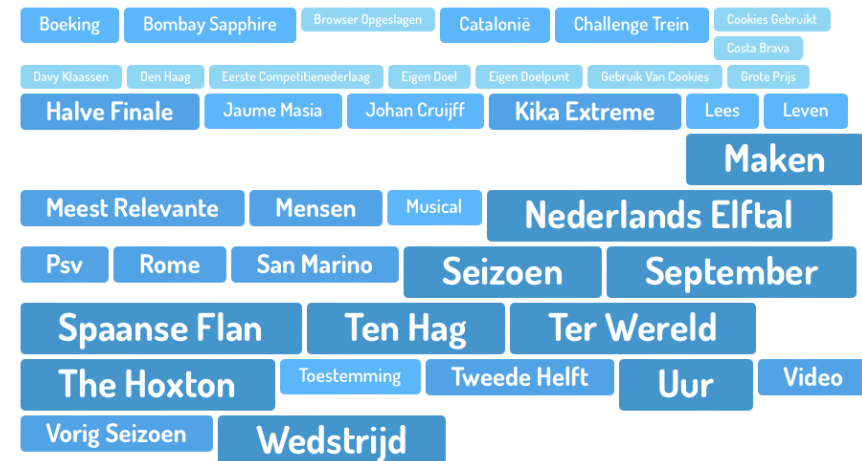 Boeking Bombay Sapphire Browser Opgeslagen Catalonië Challenge Trein Cookies Gebruikt
Costa Brava
Davy Klaassen Den Haag Eerste Competitienederlaag Eigen Doel Eigen Doelpunt Gebruik Van Cookies Grote Prijs
Halve Finale Jaume Masia Johan Cruijff Kika Extreme Lees Leven
Maken
Meest Relevante Mensen Musical Nederlands Elftal
Psv Rome San Marino Seizoen September
Spaanse Flan Ten Hag Ter Wereld
The Hoxton Toestemming Tweede Helft Uur Video
Vorig Seizoen Wedstrijd